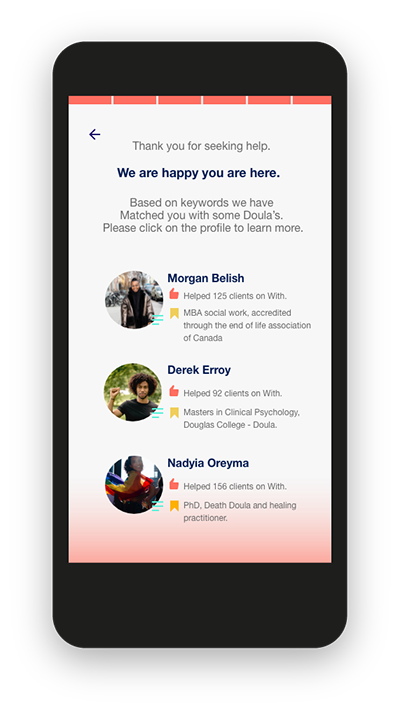 Thank you for seeking help.
We are happy you are here.
Based on keywords we have
Matched you with some Doula's.
Please click on the profile to learn more.
Morgan Belish
Helped 125 clients on With.
MBA social work, accredited
through the end of life association
of Canada
Derek Erroy
Helped 92 clients on With.
Masters in Clinical Psychology,
Douglas College - Doula.
Nadyia Oreyma
Helped 156 clients on With.
PhD, Death Doula and healing
practitioner.